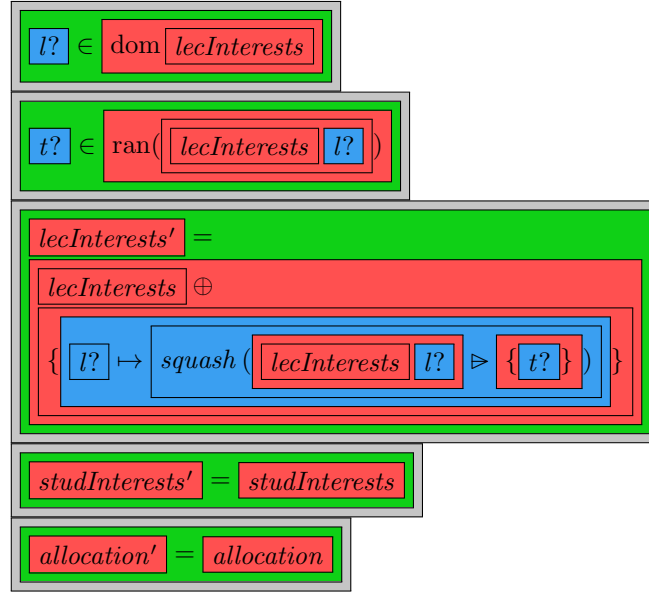 l? ∈ dom lecInterests
t? ∈ ran(lecInterests l?)
lecInterests′ =
lecInterests ⊕
{ l? ↦ squash (lecInterests l? ⩥ {t?}) }
studInterests′ = studInterests
allocation′ = allocation